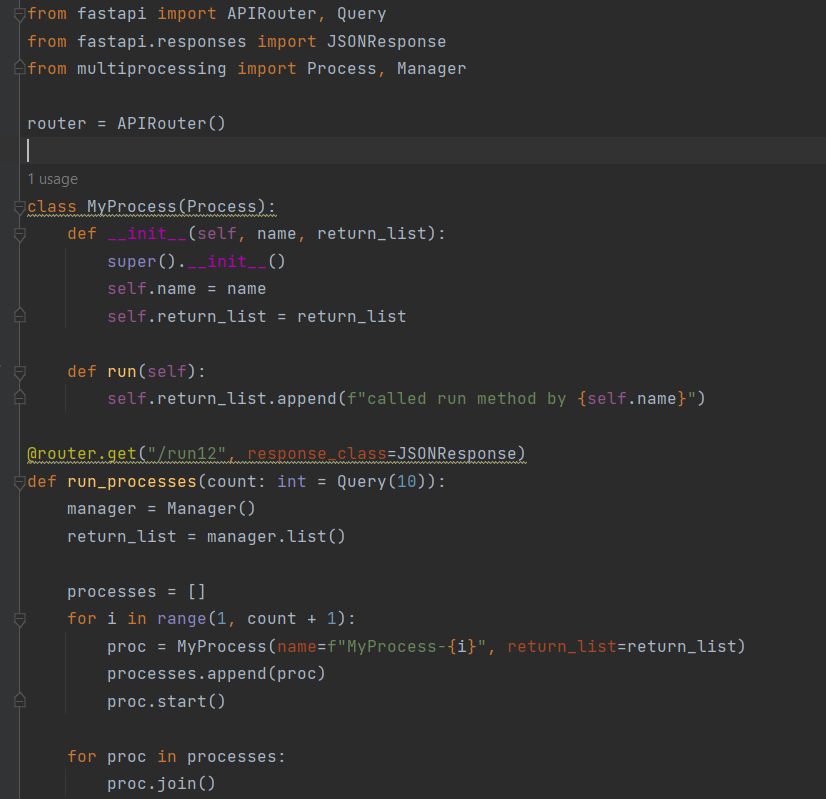 from fastapi import APIRouter, Query
from fastapi.responses import JSONResponse
from multiprocessing import Process, Manager
router = APIRouter()
1 usage
class MyProcess(Process):
    def __init__(self, name, return_list):
        super().__init__()
        self.name = name
        self.return_list = return_list
    def run(self):
        self.return_list.append(f"called run method by {self.name}")
@router.get("/run12", response_class=JSONResponse)
def run_processes(count: int = Query(10)):
    manager = Manager()
    return_list = manager.list()
    processes = []
    for i in range(1, count + 1):
        proc = MyProcess(name=f"MyProcess-{i}", return_list=return_list)
        processes.append(proc)
        proc.start()
    for proc in processes:
        proc.join()